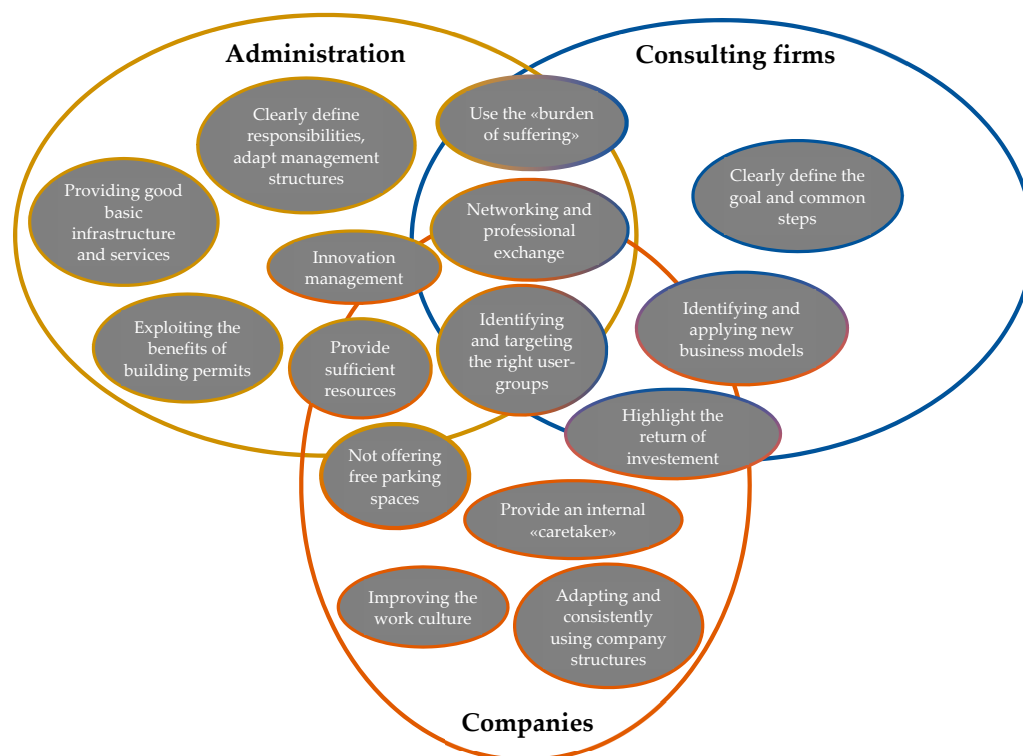 Administration
Consulting firms
Clearly define
responsibilities,
adapt management
structures
Use the «burden
of suffering»
Clearly define the
goal and common
steps
Providing good
basic
infrastructure
and services
Networking and
professional
exchange
Innovation
management
Exploiting the
benefits of
building permits
Provide
sufficient
resources
Identifying
and targeting
the right user-
groups
Identifying and
applying new
business models
Highlight the
return of
investement
Not offering
free parking
spaces
Provide an internal
«caretaker»
Improving the
work culture
Adapting and
consistently
using company
structures
Companies